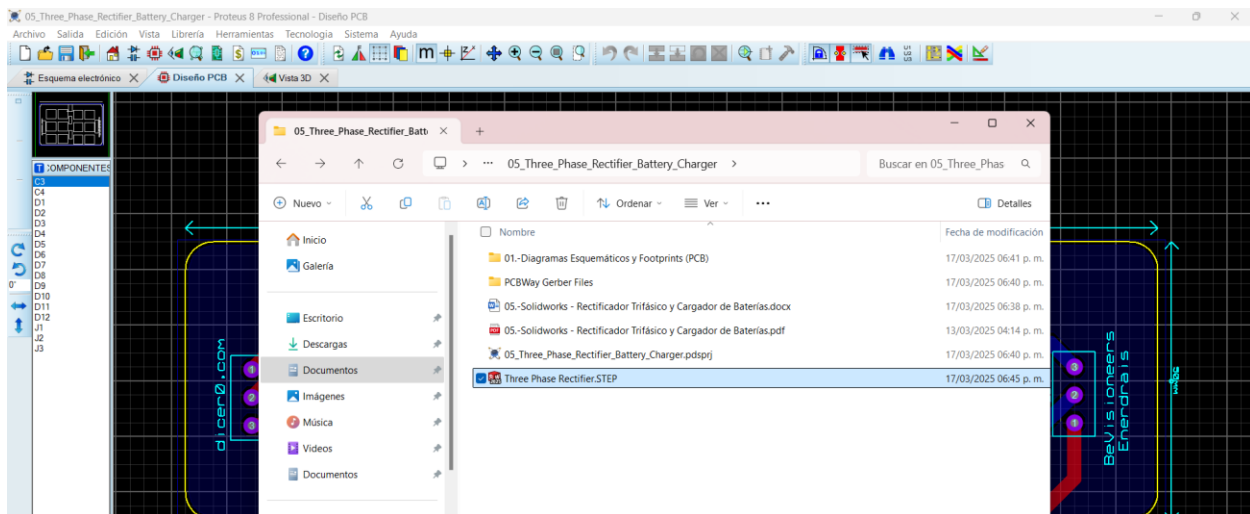 05_Three_Phase_Rectifier_Battery_Charger - Proteus 8 Professional - Diseño PCB
Archivo Salida Edición Vista Librería Herramientas Tecnología Sistema Ayuda
Esquema electrónico
Diseño PCB
Vista 3D
05_Three_Phase_Rectifier_Batt
05_Three_Phase_Rectifier_Battery_Charger
Buscar en 05_Three_Phas
Nuevo
Ordenar
Ver
Detalles
T COMPONENTES
C3
C4
D1
D2
D3
D4
D5
D6
D7
D8
D9
D10
D11
D12
J1
J2
J3
0°
Inicio
Galería
Escritorio
Descargas
Documentos
Imágenes
Música
Videos
Documentos
Nombre Fecha de modificación
01.-Diagramas Esquemáticos y Footprints (PCB) 17/03/2025 06:41 p. m.
PCBWay Gerber Files 17/03/2025 06:40 p. m.
05.-Solidworks - Rectificador Trifásico y Cargador de Baterías.docx 17/03/2025 06:38 p. m.
05.-Solidworks - Rectificador Trifásico y Cargador de Baterías.pdf 13/03/2025 04:14 p. m.
05_Three_Phase_Rectifier_Battery_Charger.pdsprj 17/03/2025 06:40 p. m.
Three Phase Rectifier.STEP 17/03/2025 06:45 p. m.
dicer0.com
1
2
3
3
2
1
BeVisioneers
Enerdrais